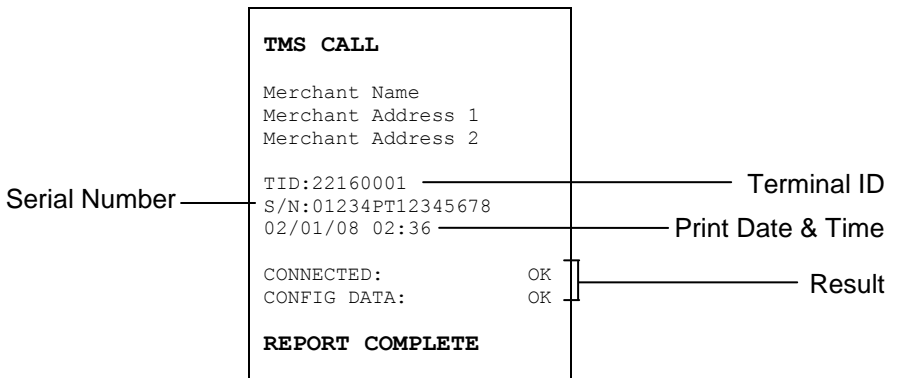 TMS CALL
Merchant Name
Merchant Address 1
Merchant Address 2
TID:22160001
Terminal ID
Serial Number
S/N:01234PT12345678
02/01/08 02:36
Print Date & Time
CONNECTED: OK
CONFIG DATA: OK
Result
REPORT COMPLETE